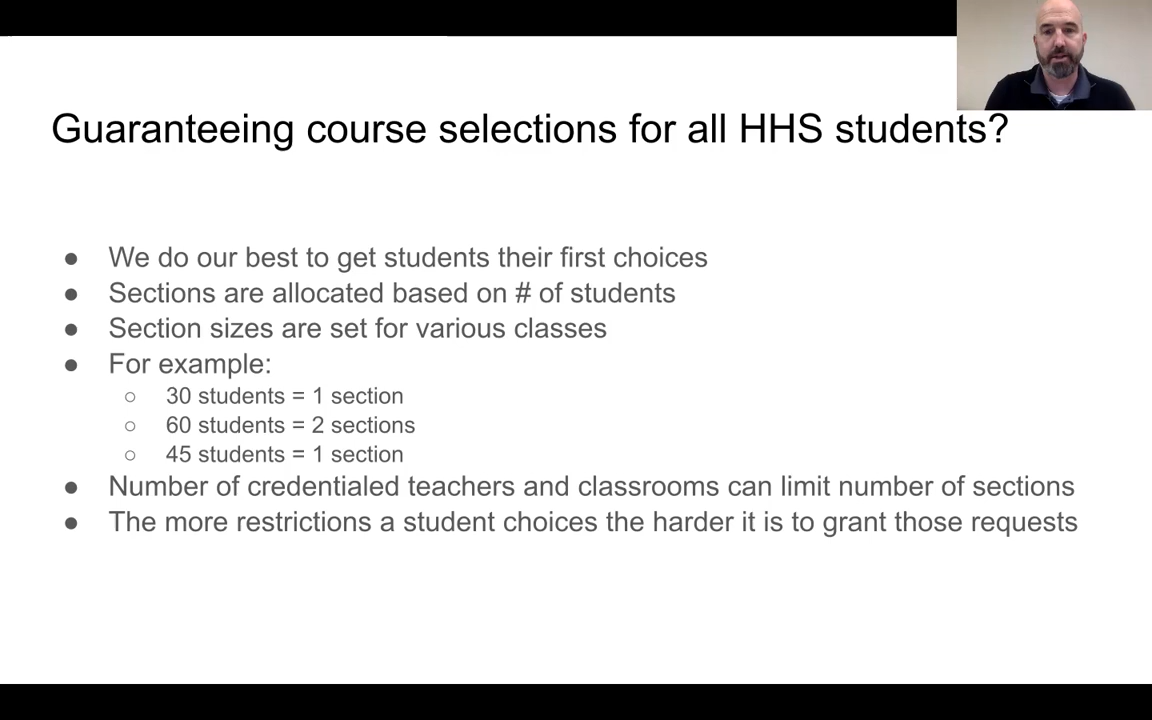 Guaranteeing course selections for all HHS students?
● We do our best to get students their first choices
● Sections are allocated based on # of students
● Section sizes are set for various classes
● For example:
○ 30 students = 1 section
○ 60 students = 2 sections
○ 45 students = 1 section
● Number of credentialed teachers and classrooms can limit number of sections
● The more restrictions a student choices the harder it is to grant those requests